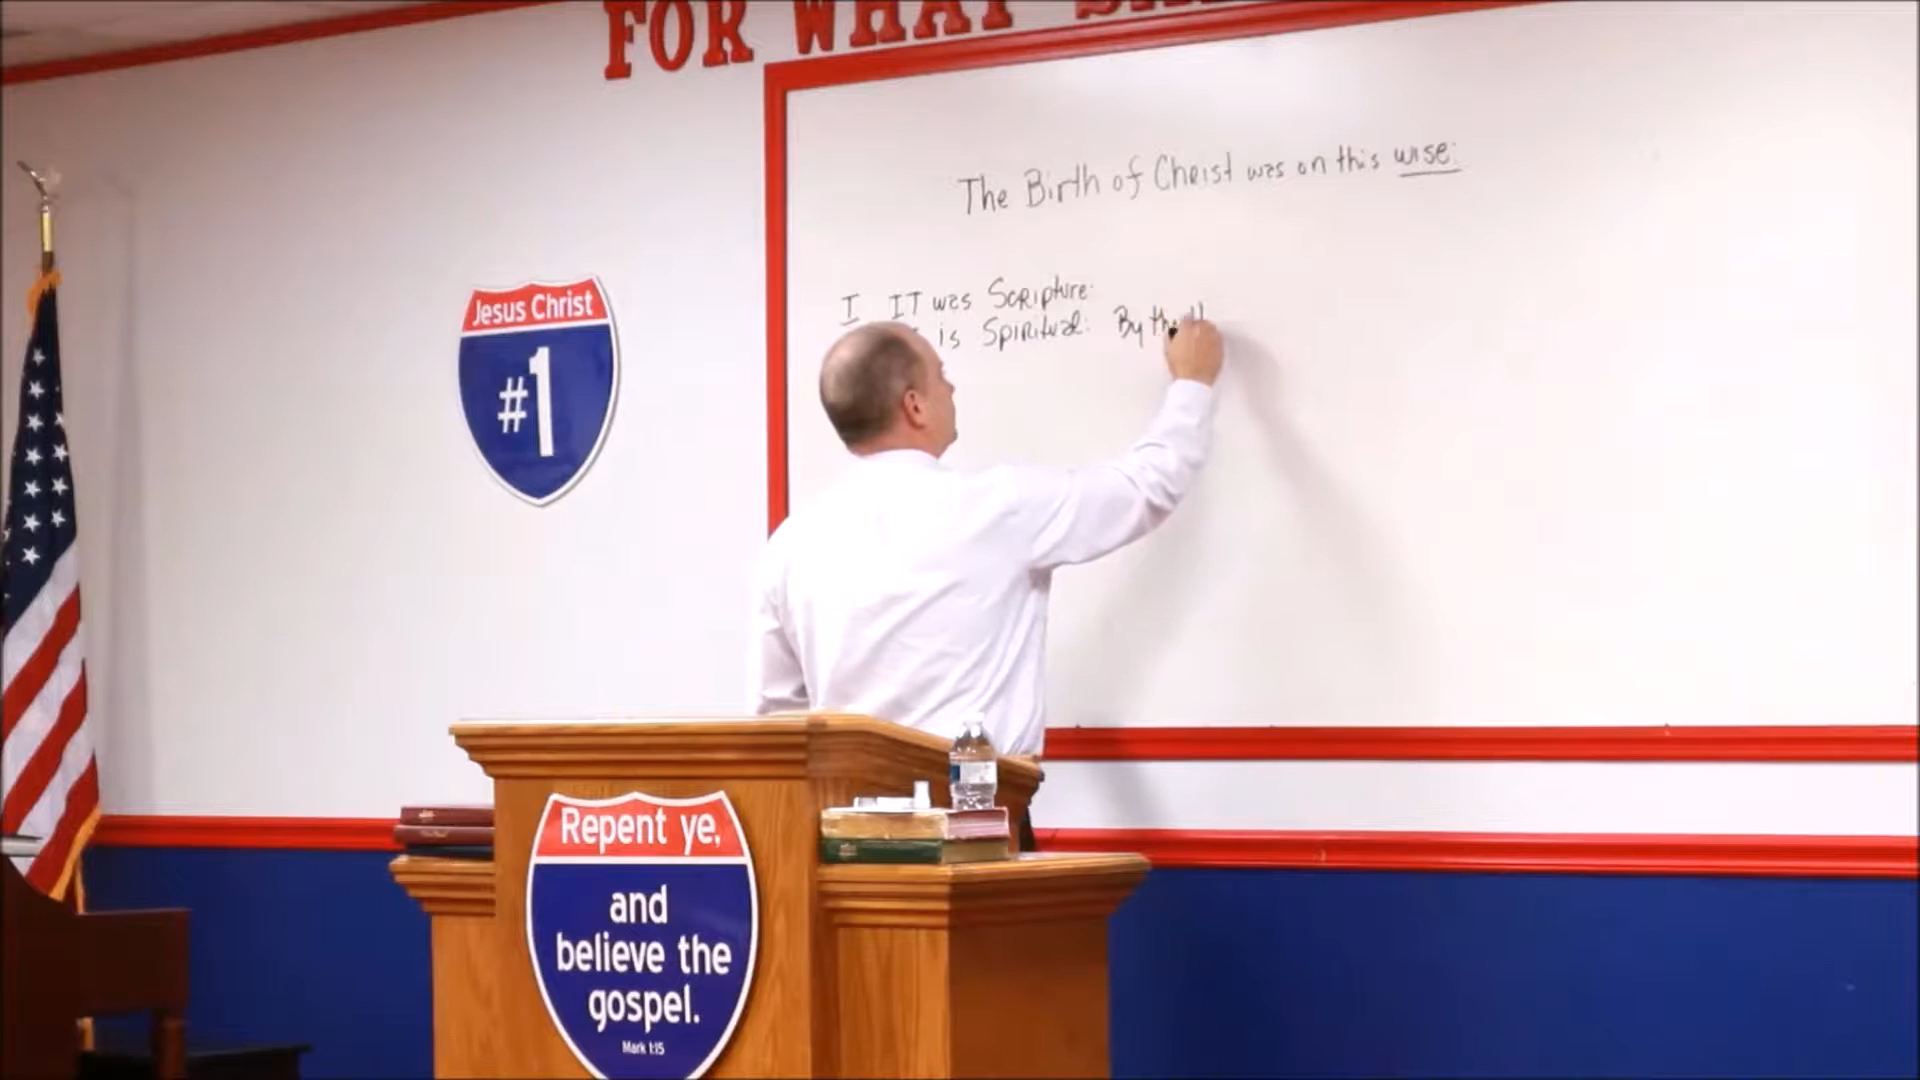 FOR WHAT
The Birth of Christ was on this wise:
I IT was Scripture:
is Spiritual: By the
Jesus Christ
#1
Repent ye,
and
believe the
gospel.
Mark 1:15